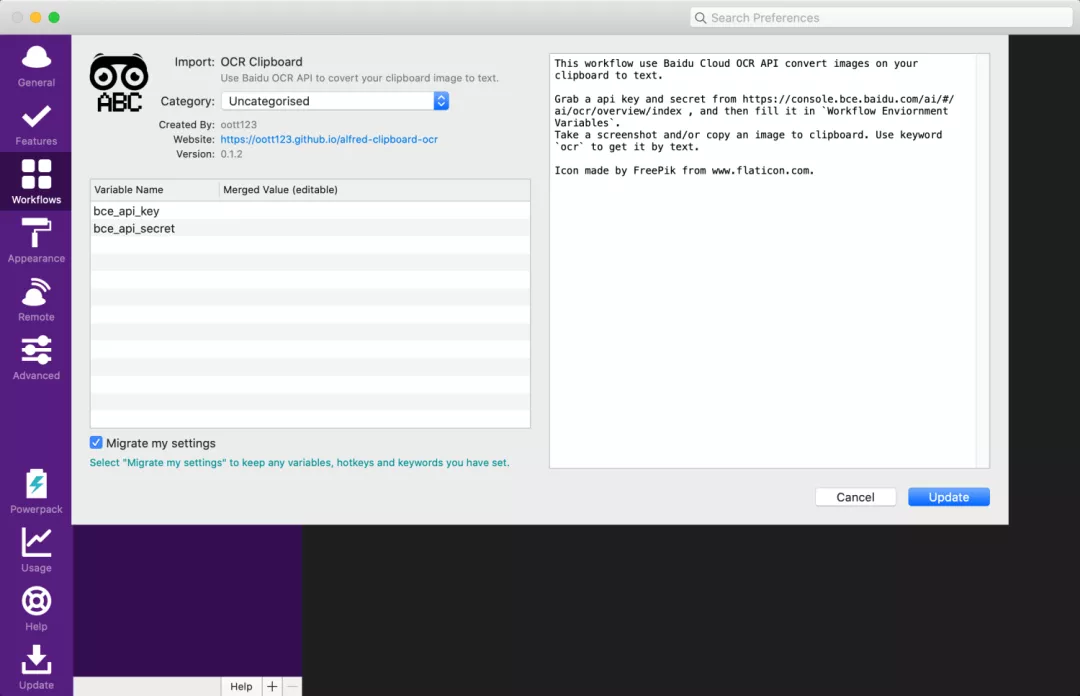 Search Preferences
General
Features
Workflows
Appearance
Remote
Advanced
Powerpack
Usage
Help
Update
ABC
Import: OCR Clipboard
Use Baidu OCR API to covert your clipboard image to text.
Category: Uncategorised
Created By: oott123
Website: https://oott123.github.io/alfred-clipboard-ocr
Version: 0.1.2
Variable Name Merged Value (editable)
bce_api_key
bce_api_secret
Migrate my settings
Select "Migrate my settings" to keep any variables, hotkeys and keywords you have set.
This workflow use Baidu Cloud OCR API convert images on your
clipboard to text.
Grab a api key and secret from https://console.bce.baidu.com/ai/#/
ai/ocr/overview/index , and then fill it in `Workflow Enviornment
Variables`.
Take a screenshot and/or copy an image to clipboard. Use keyword
`ocr` to get it by text.
Icon made by FreePik from www.flaticon.com.
Cancel
Update
Help